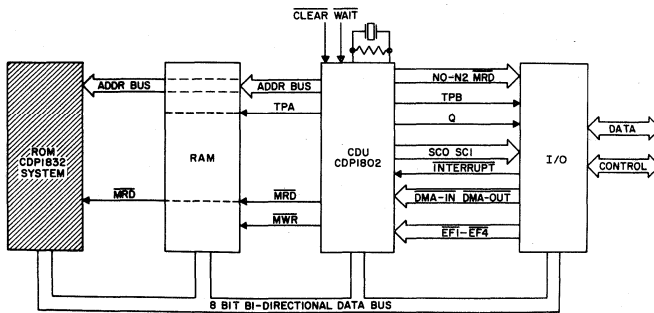 CLEAR WAIT
ADDR BUS
ADDR BUS
NO-N2 MRD
TPA
TPB
Q
ROM
CDP1832
SYSTEM
RAM
CDU
CDP1802
I/O
DATA
SCO SCI
INTERRUPT
CONTROL
MRD
MRD
DMA-IN DMA-OUT
MWR
EF1-EF4
8 BIT BI-DIRECTIONAL DATA BUS